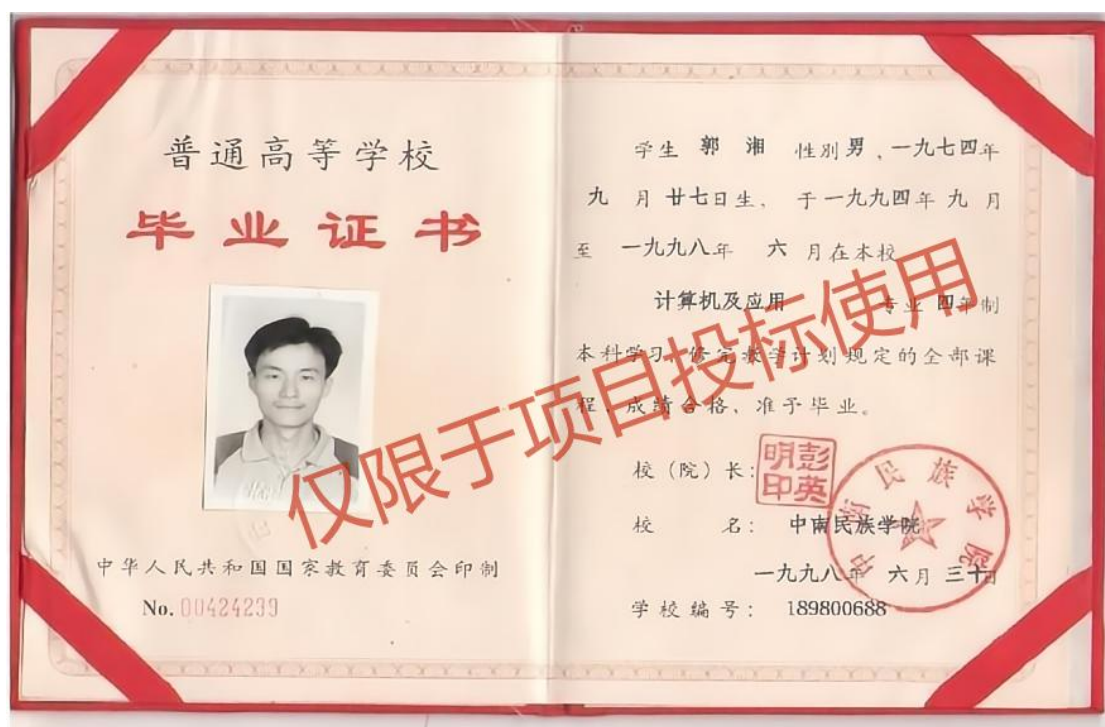 普通高等学校
毕业证书
中华人民共和国国家教育委员会印制
No. 00424239
学生 郭湘 性别男、一九七四年
九月廿七日生、于一九九四年九月
至一九九八年六月在本校
计算机及应用 专业四年制
本科学习,修完教学计划规定的全部课
程、成绩合格、准予毕业。
校（院）长：
彭英明印
校名：中南民族学院
一九九八年六月三十日
学校编号：189800688
中南民族学院
仅限于项目投标使用